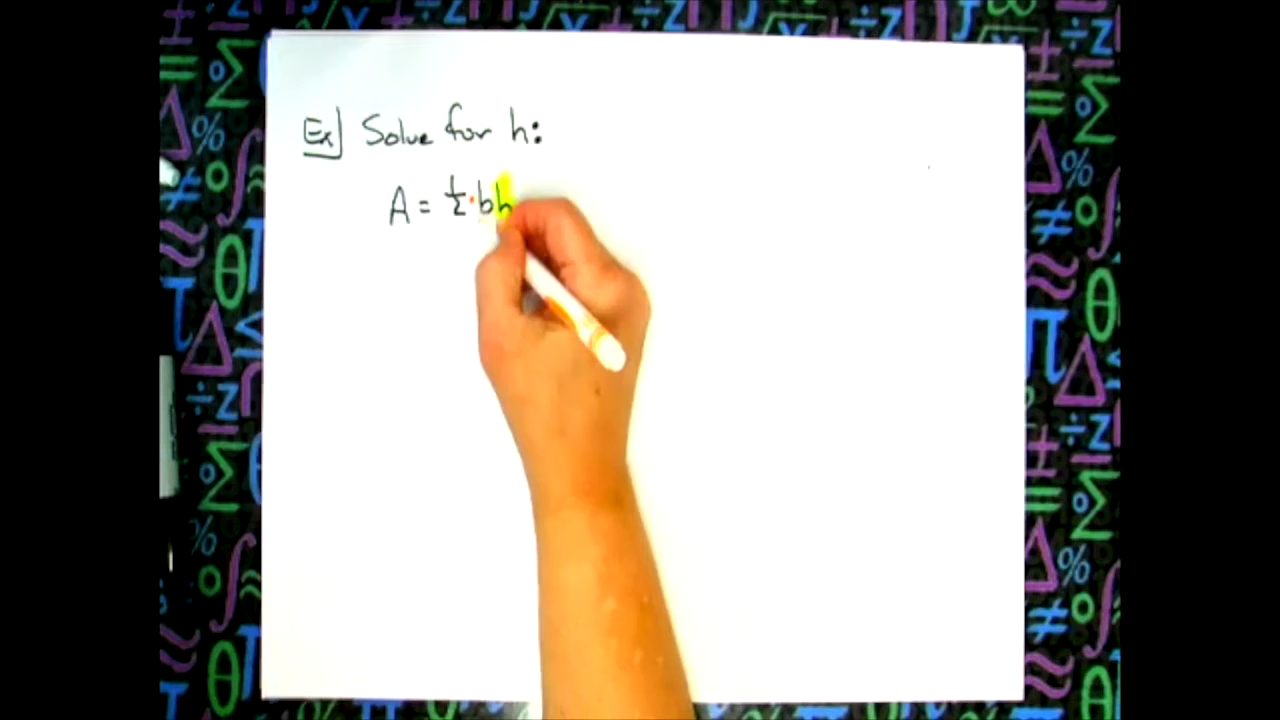 Ex] Solve for h:
A = ½·bh